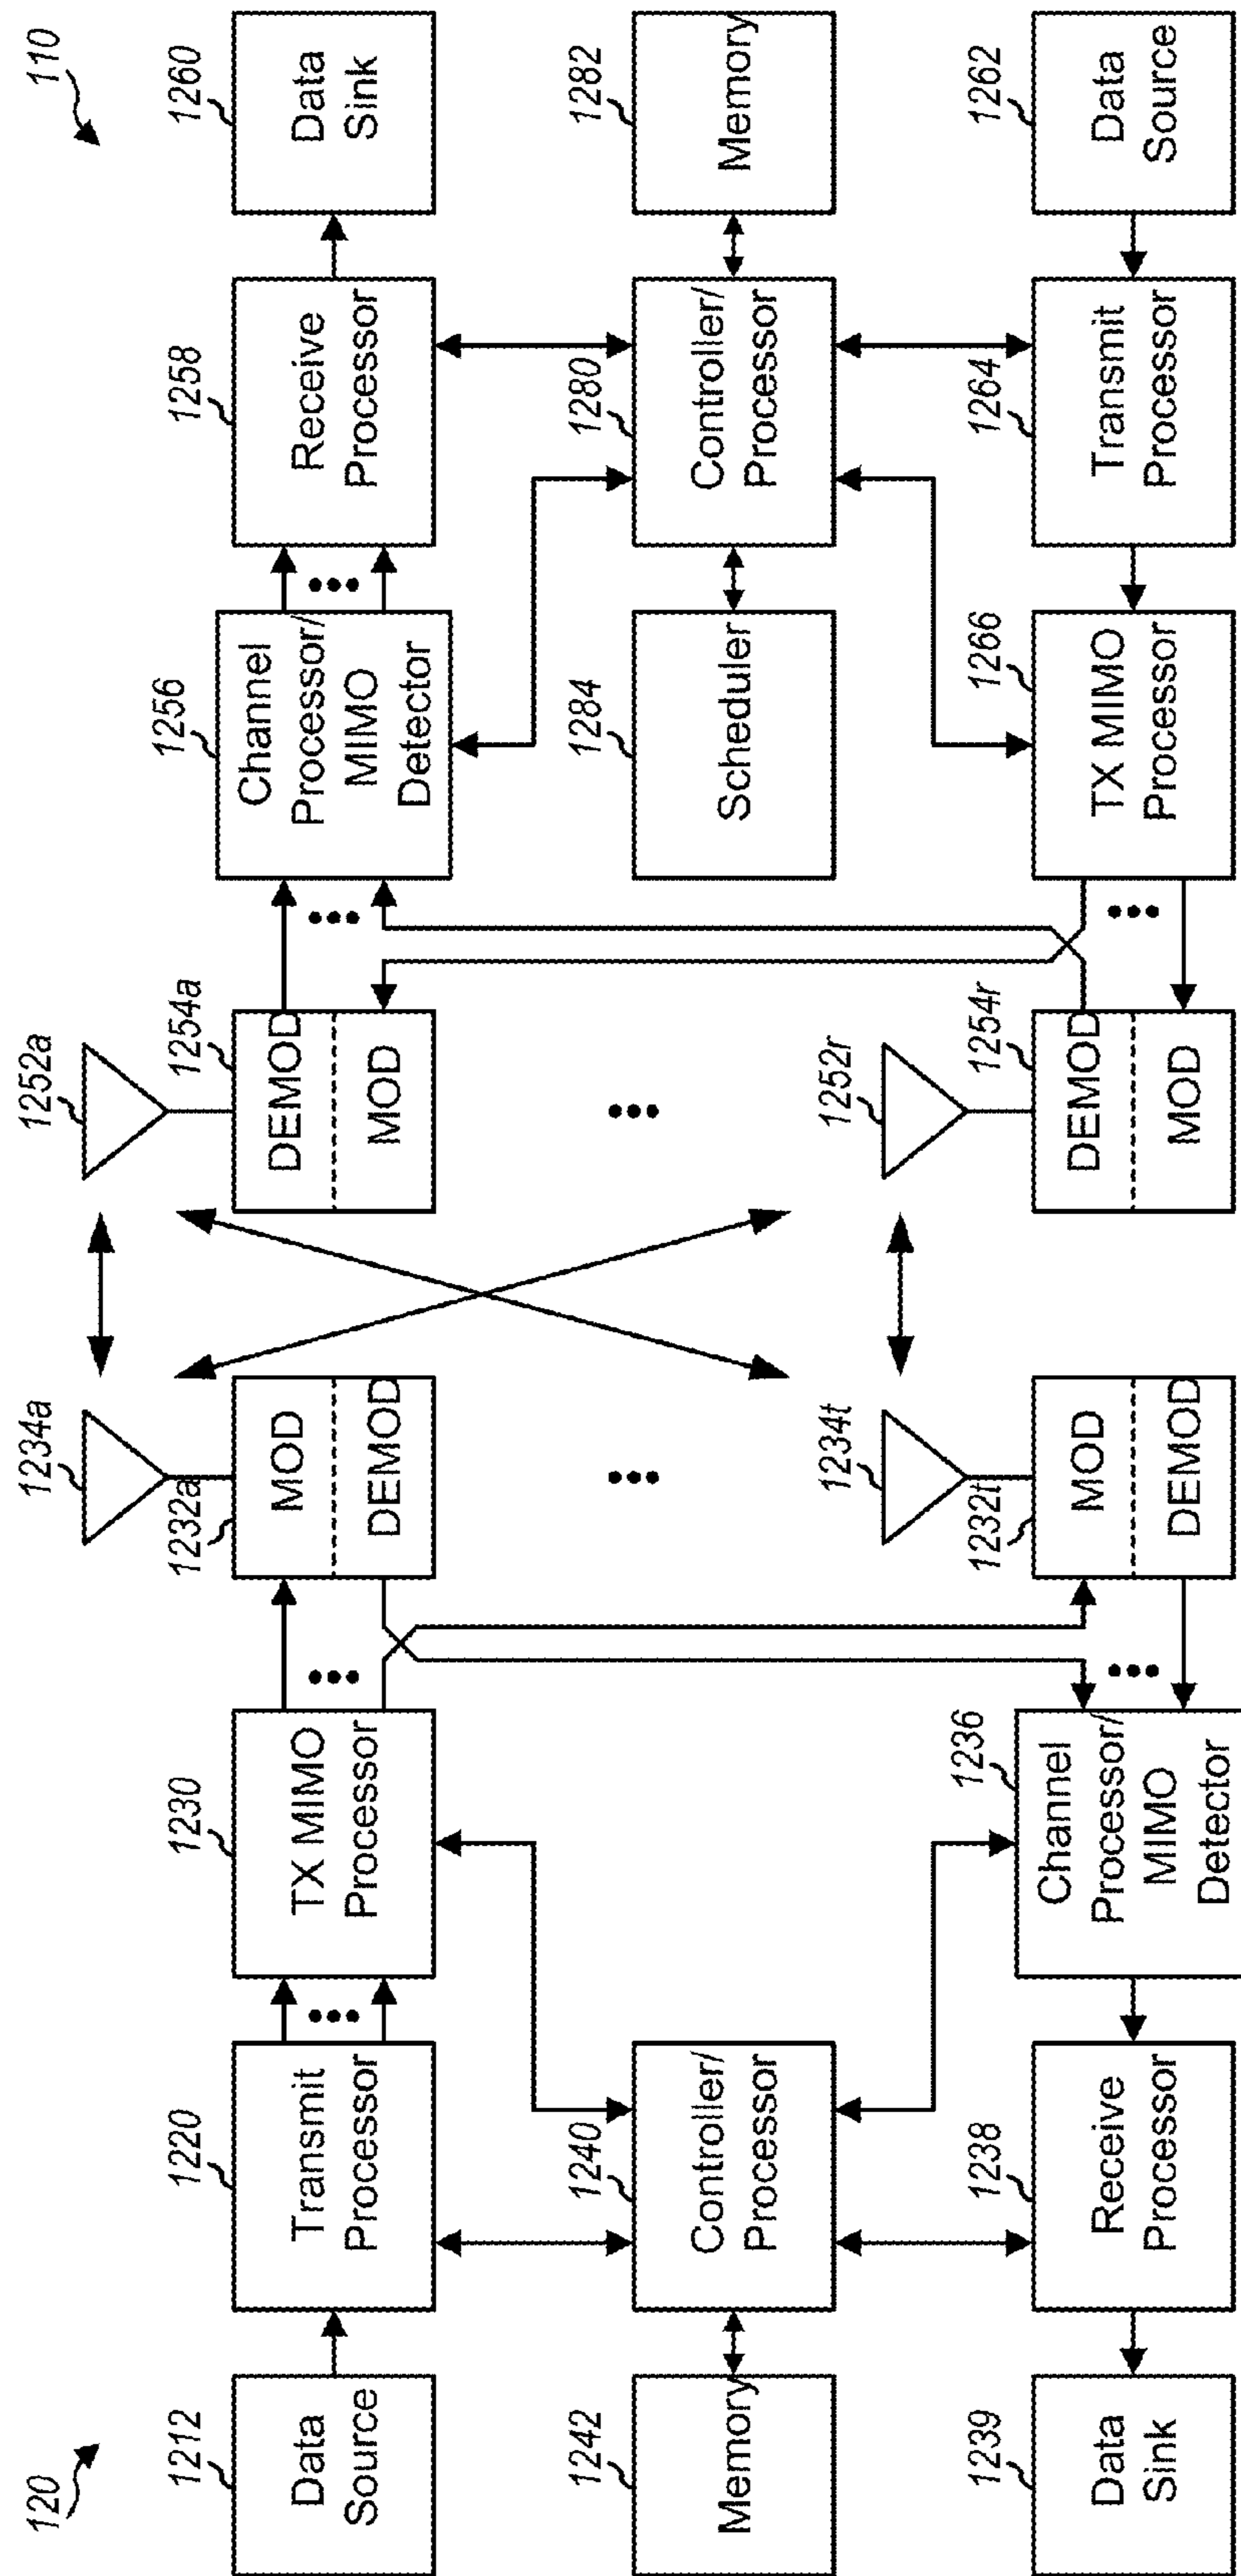 120
110
1212
Data
Source
1220
Transmit
Processor
1230
TX MIMO
Processor
1234a
1232a
MOD
DEMOD
1252a
1254a
DEMOD
MOD
1256
Channel
Processor/
MIMO
Detector
1258
Receive
Processor
1260
Data
Sink
1242
Memory
1240
Controller/
Processor
1284
Scheduler
1280
Controller/
Processor
1282
Memory
1239
Data
Sink
1238
Receive
Processor
1236
Channel
Processor/
MIMO
Detector
1234t
1232t
MOD
DEMOD
1252r
1254r
DEMOD
MOD
1266
TX MIMO
Processor
1264
Transmit
Processor
1262
Data
Source